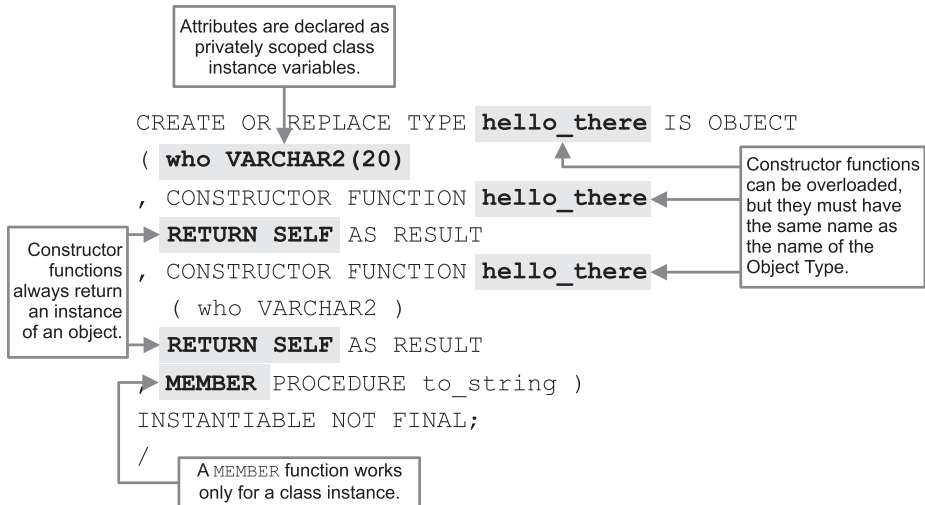 Attributes are declared as
privately scoped class
instance variables.
CREATE OR REPLACE TYPE hello_there IS OBJECT
( who VARCHAR2(20)
, CONSTRUCTOR FUNCTION hello_there
RETURN SELF AS RESULT
, CONSTRUCTOR FUNCTION hello_there
( who VARCHAR2 )
RETURN SELF AS RESULT
, MEMBER PROCEDURE to_string )
INSTANTIABLE NOT FINAL;
/
Constructor functions
can be overloaded,
but they must have
the same name as
the name of the
Object Type.
Constructor
functions
always return
an instance
of an object.
A MEMBER function works
only for a class instance.